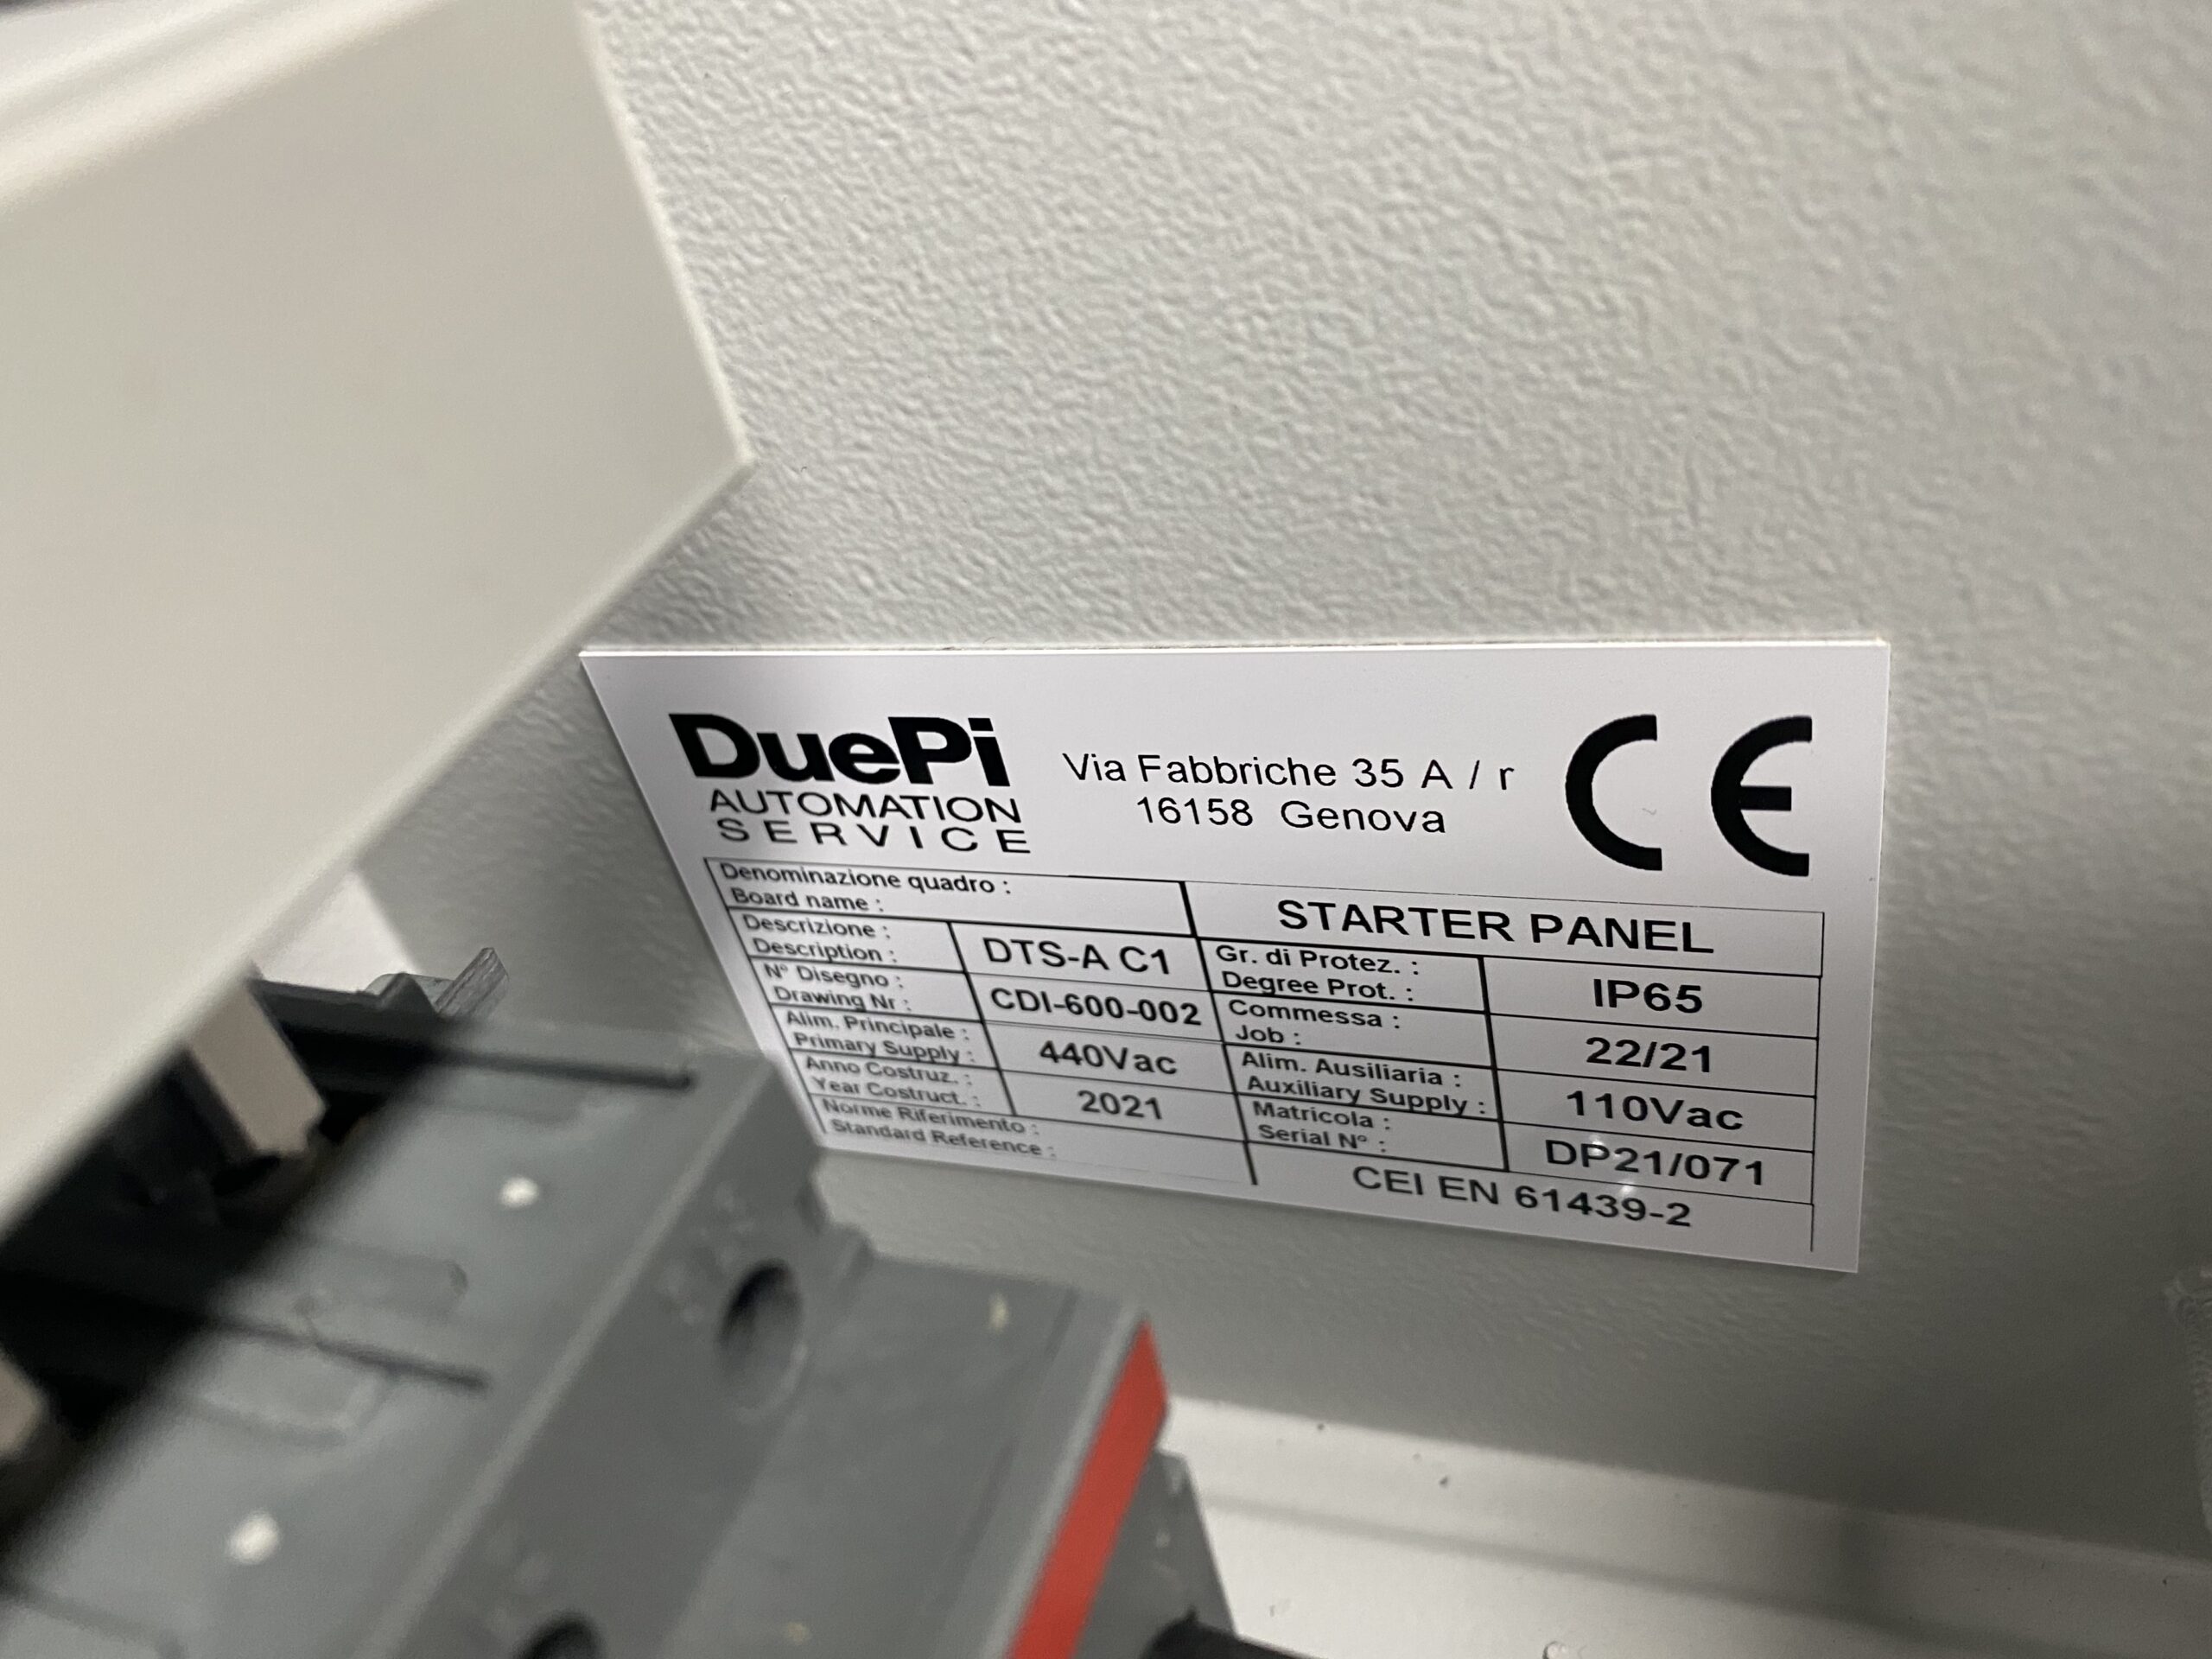 DuePi
AUTOMATION
SERVICE
Via Fabbriche 35 A / r
16158 Genova
CE
Denominazione quadro :
Board name :
STARTER PANEL
Descrizione :
Description :
DTS-A C1
Gr. di Protez. :
Degree Prot. :
IP65
N° Disegno :
Drawing Nr :
CDI-600-002
Commessa :
Job :
22/21
Alim. Principale :
Primary Supply :
440Vac
Alim. Ausiliaria :
Auxiliary Supply :
110Vac
Anno Costruz. :
Year Costruct. :
2021
Matricola :
Serial N° :
DP21/071
Norme Riferimento :
Standard Reference :
CEI EN 61439-2